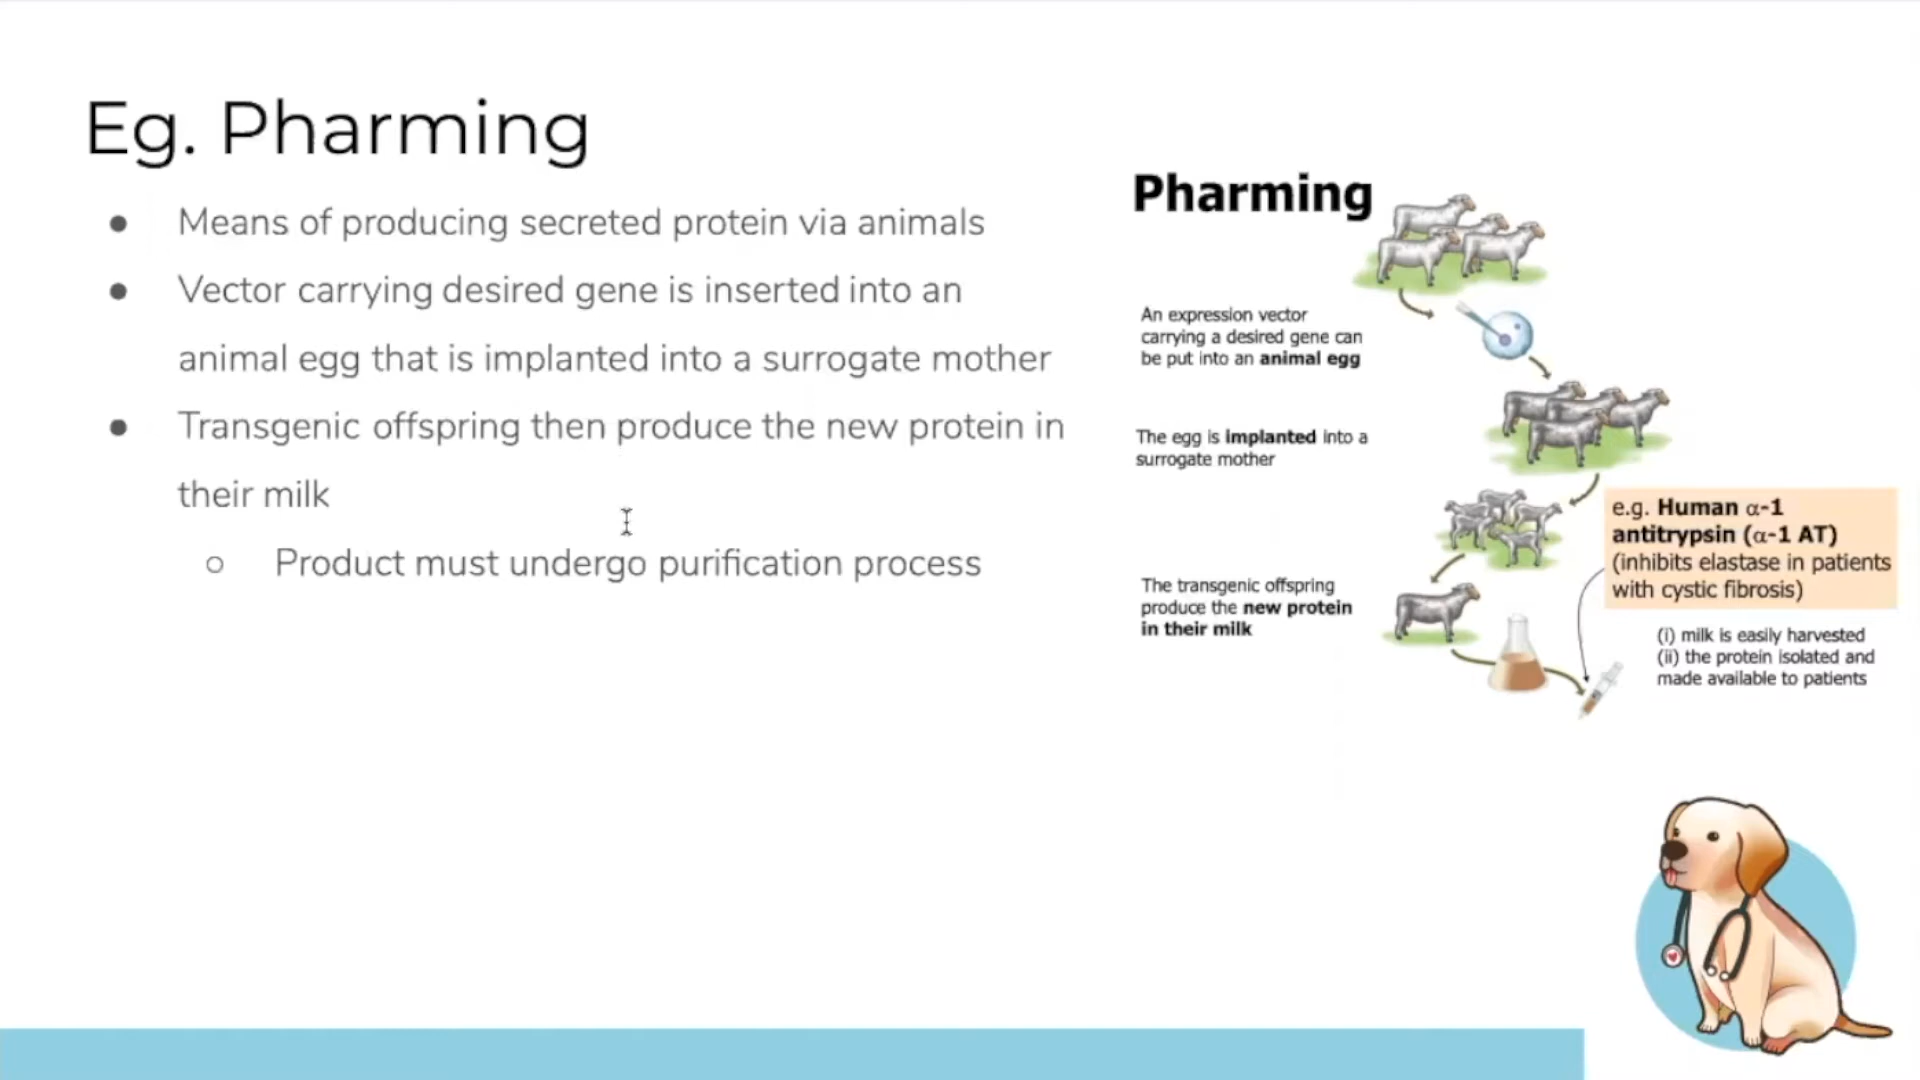 Eg. Pharming
● Means of producing secreted protein via animals
● Vector carrying desired gene is inserted into an
animal egg that is implanted into a surrogate mother
● Transgenic offspring then produce the new protein in
their milk
○ Product must undergo purification process
Pharming
An expression vector
carrying a desired gene can
be put into an animal egg
The egg is implanted into a
surrogate mother
The transgenic offspring
produce the new protein
in their milk
e.g. Human α-1
antitrypsin (α-1 AT)
(inhibits elastase in patients
with cystic fibrosis)
(i) milk is easily harvested
(ii) the protein isolated and
made available to patients